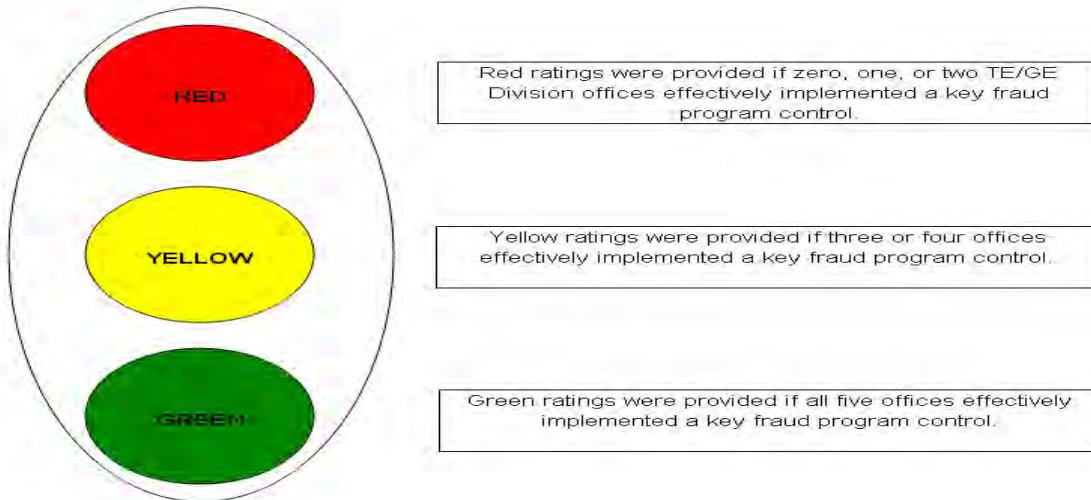 RED
Red ratings were provided if zero, one, or two TE/GE
Division offices effectively implemented a key fraud
program control.
YELLOW
Yellow ratings were provided if three or four offices
effectively implemented a key fraud program control.
GREEN
Green ratings were provided if all five offices effectively
implemented a key fraud program control.